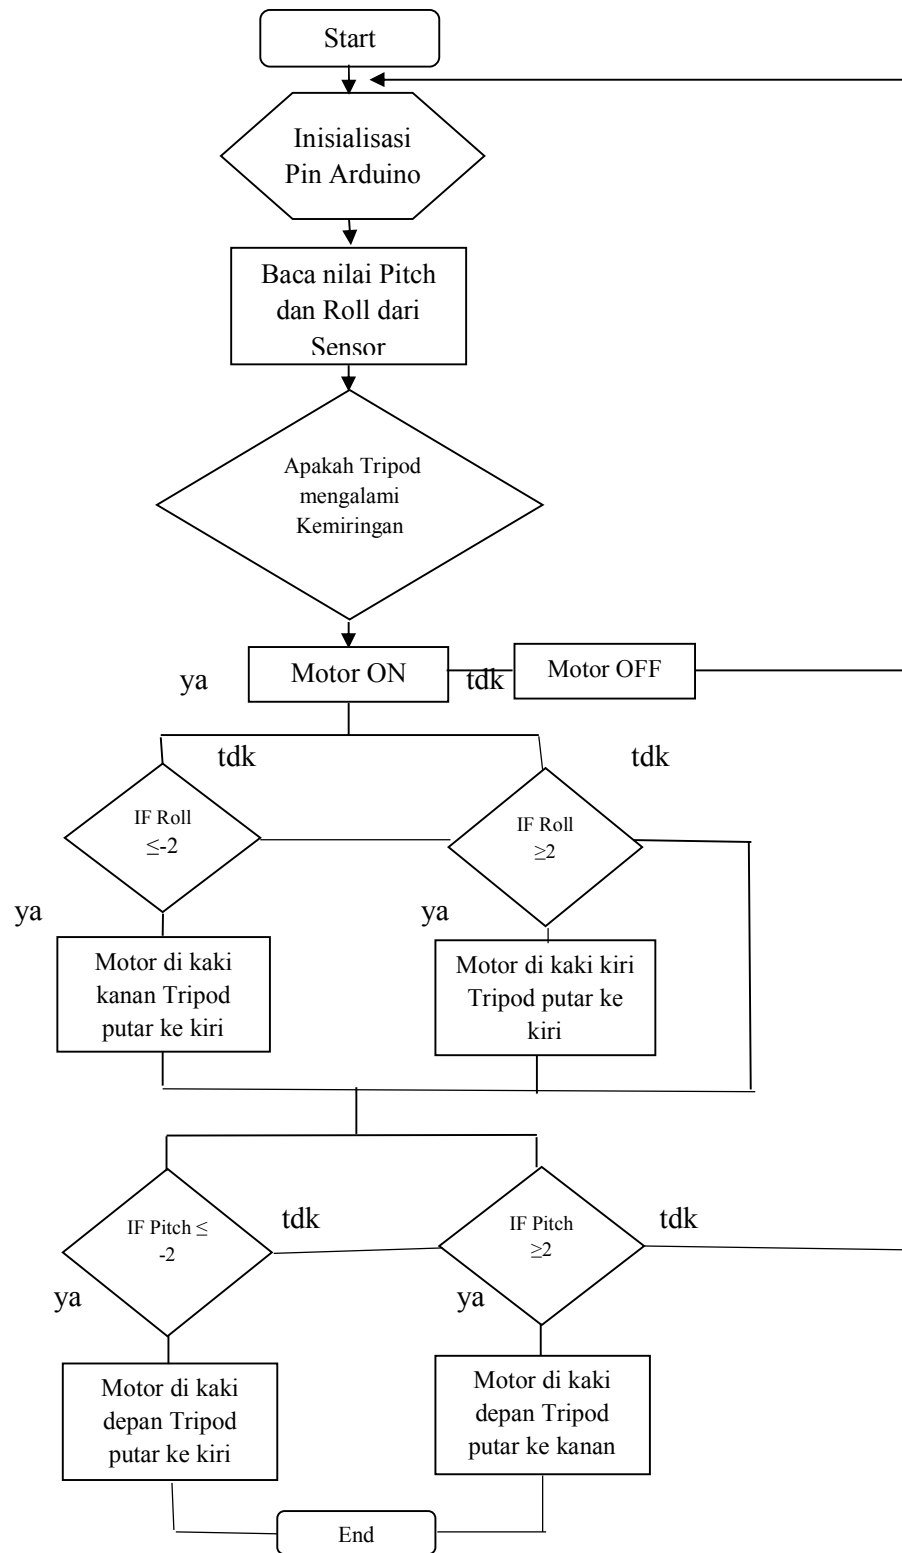 Start
Inisialisasi
Pin Arduino
Baca nilai Pitch
dan Roll dari
Sensor
Apakah Tripod
mengalami
Kemiringan
ya
Motor ON
tdk
Motor OFF
tdk
tdk
IF Roll
≤-2
IF Roll
≥2
ya
ya
Motor di kaki
kanan Tripod
putar ke kiri
Motor di kaki kiri
Tripod putar ke
kiri
IF Pitch ≤
-2
tdk
IF Pitch
≥2
tdk
ya
ya
Motor di kaki
depan Tripod
putar ke kiri
Motor di kaki
depan Tripod
putar ke kanan
End